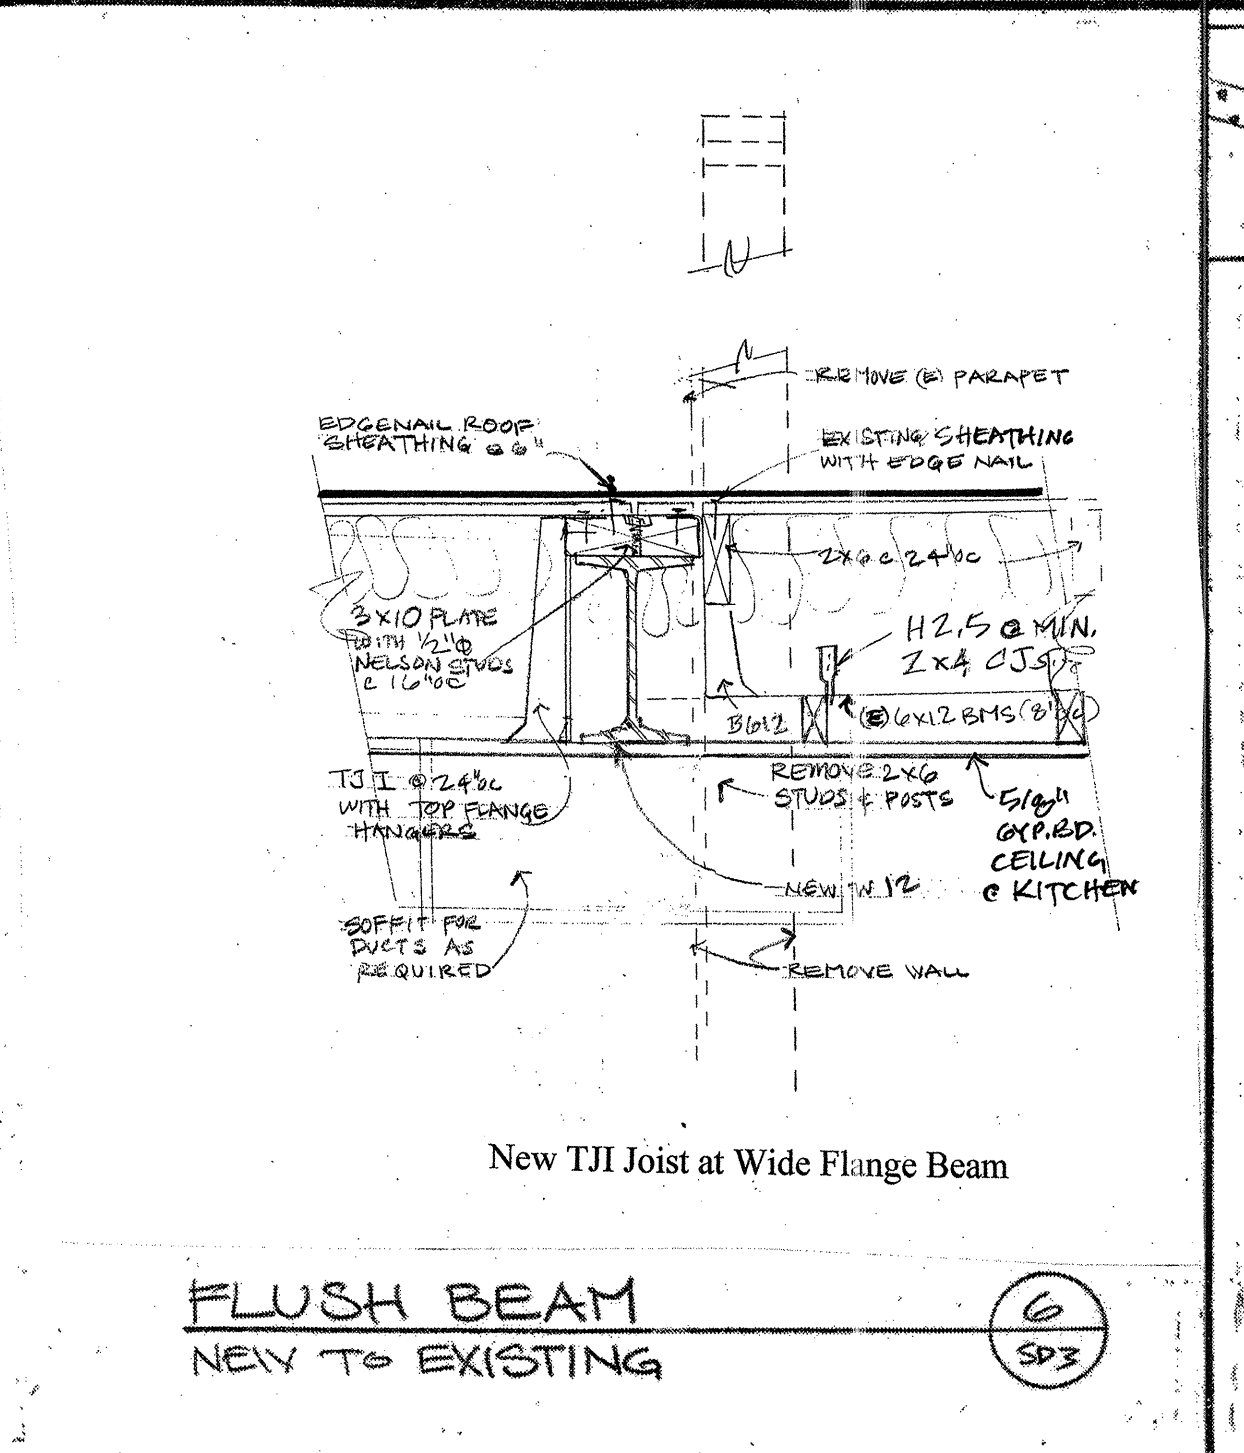 REMOVE (E) PARAPET
EDGENAIL ROOF
SHEATHING @ 6"
EXISTING SHEATHING
WITH EDGE NAIL
2X6 @ 24"OC
3X10 PLATE
WITH 1/2"Ø
NELSON STUDS
@ 16"OC
H2.5 @ MIN.
2x4 CJS
B612
(E) 6X12 BMS (8'OC)
TJI @ 24"OC
WITH TOP FLANGE
HANGERS
REMOVE 2X6
STUDS & POSTS
5/8"
GYP. BD.
CEILING
@ KITCHEN
NEW W12
SOFFIT FOR
DUCTS AS
REQUIRED
REMOVE WALL
New TJI Joist at Wide Flange Beam
FLUSH BEAM
NEW TO EXISTING
6
SD3